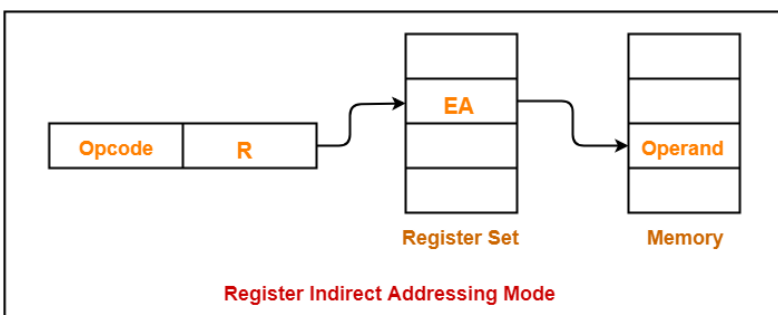 EA
Opcode R Operand
Register Set Memory
Register Indirect Addressing Mode